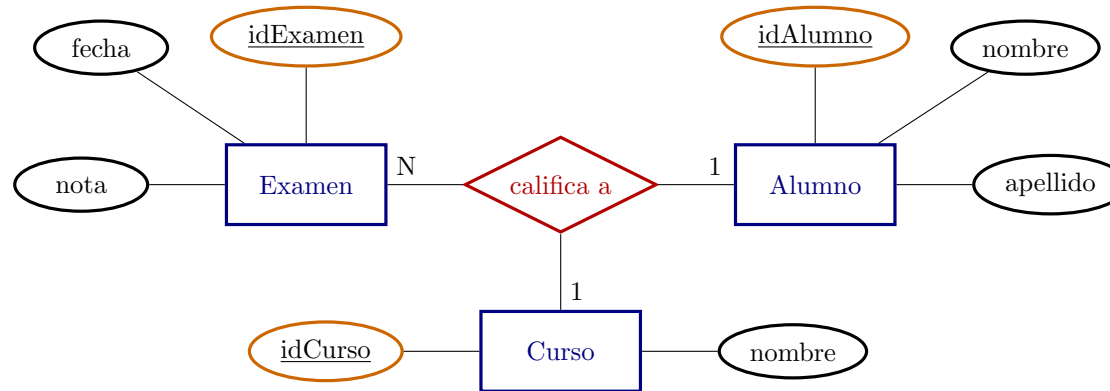 idExamen
idAlumno
fecha
nombre
N
1
nota
Examen
califica a
Alumno
apellido
1
idCurso
Curso
nombre